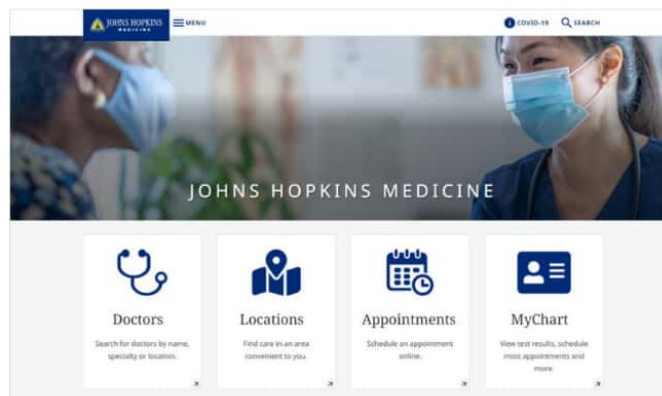 JOHNS HOPKINS
MEDICINE
MENU
COVID-19
SEARCH
JOHNS HOPKINS MEDICINE
Doctors
Search for doctors by name,
specialty or location.
Locations
Find care in an area
convenient to you.
Appointments
Schedule an appointment
online.
MyChart
View test results, schedule
most appointments and
more.